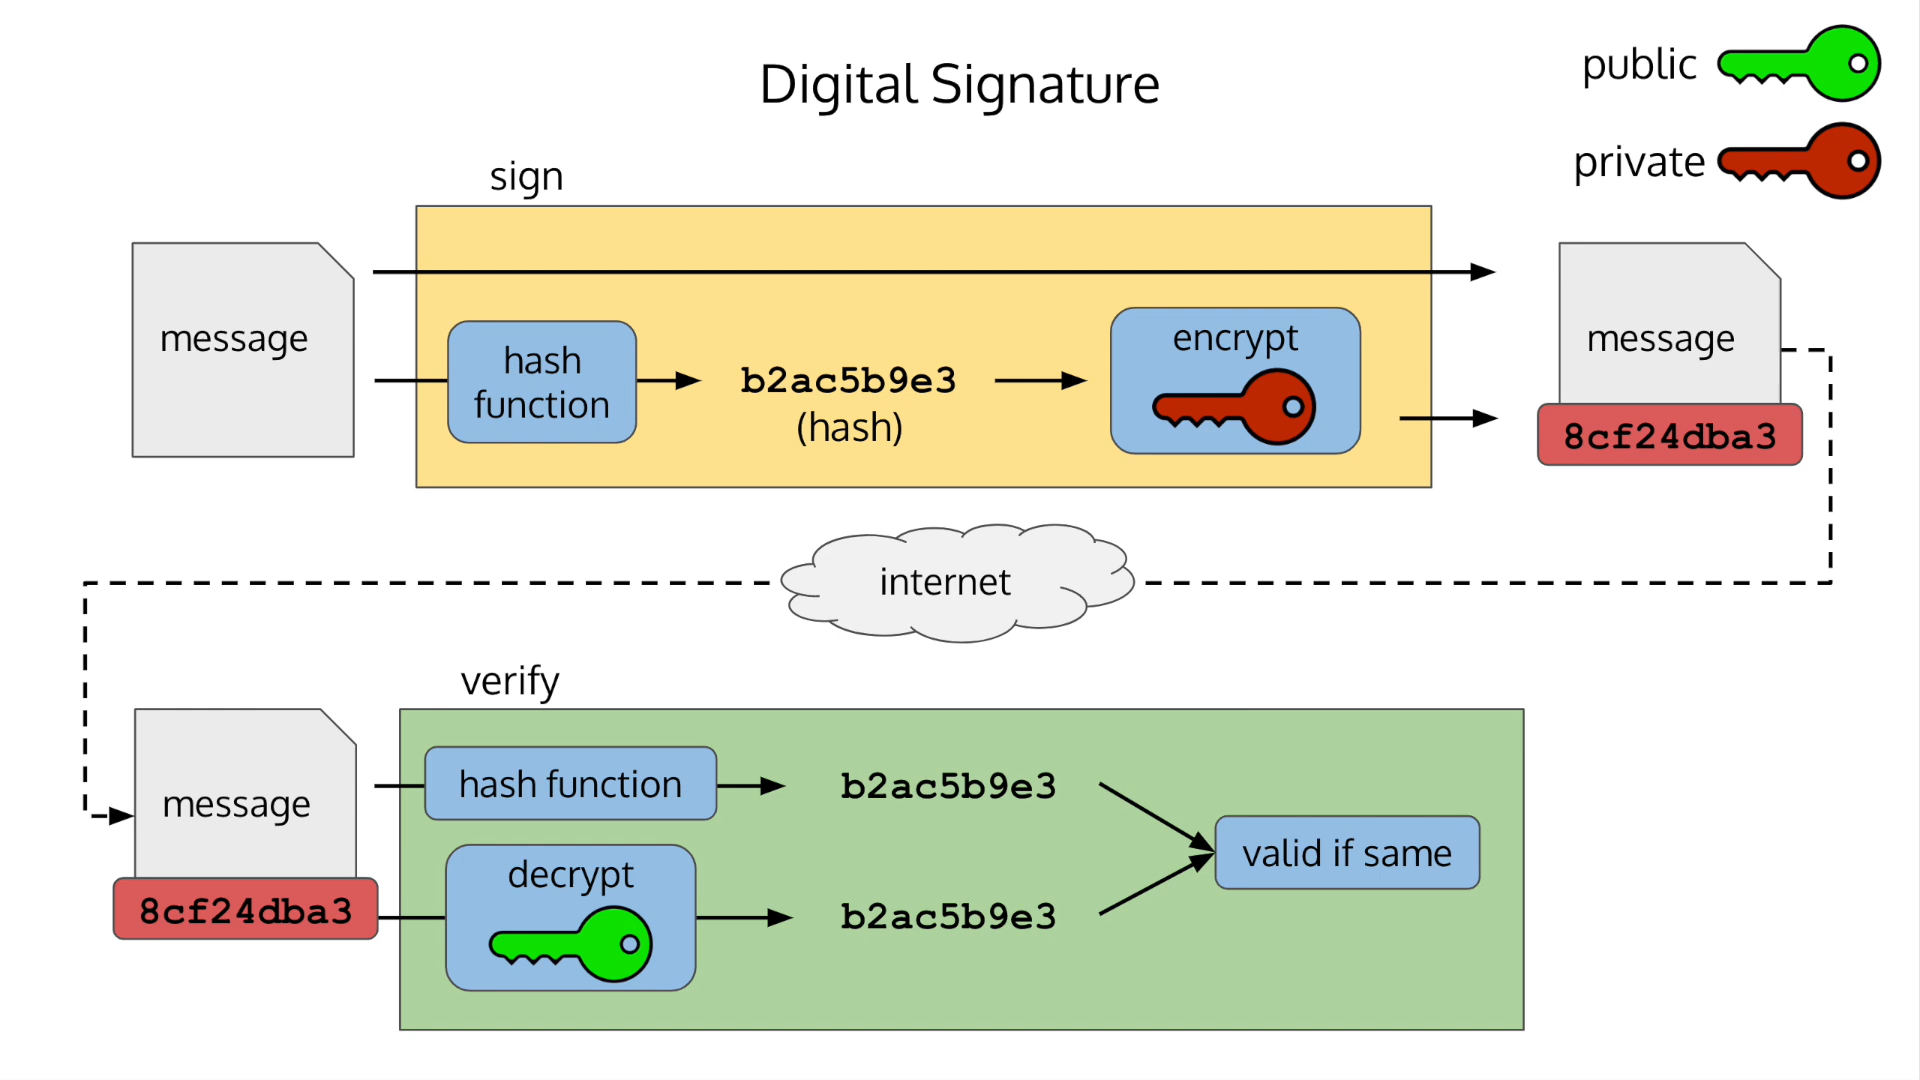 Digital Signature
public
private
sign
message
hash
function
b2ac5b9e3
(hash)
encrypt
message
8cf24dba3
internet
verify
message
8cf24dba3
hash function
b2ac5b9e3
decrypt
b2ac5b9e3
valid if same